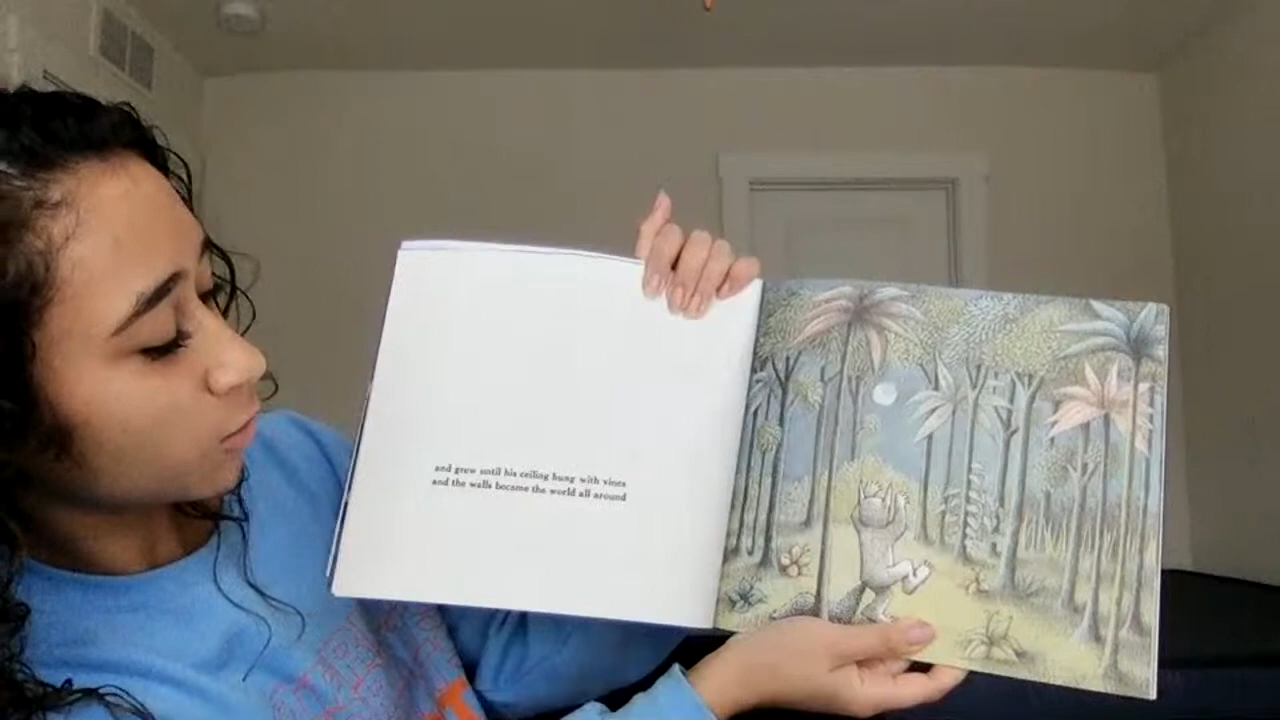 and grew until his ceiling hung with vines
and the walls became the world all around